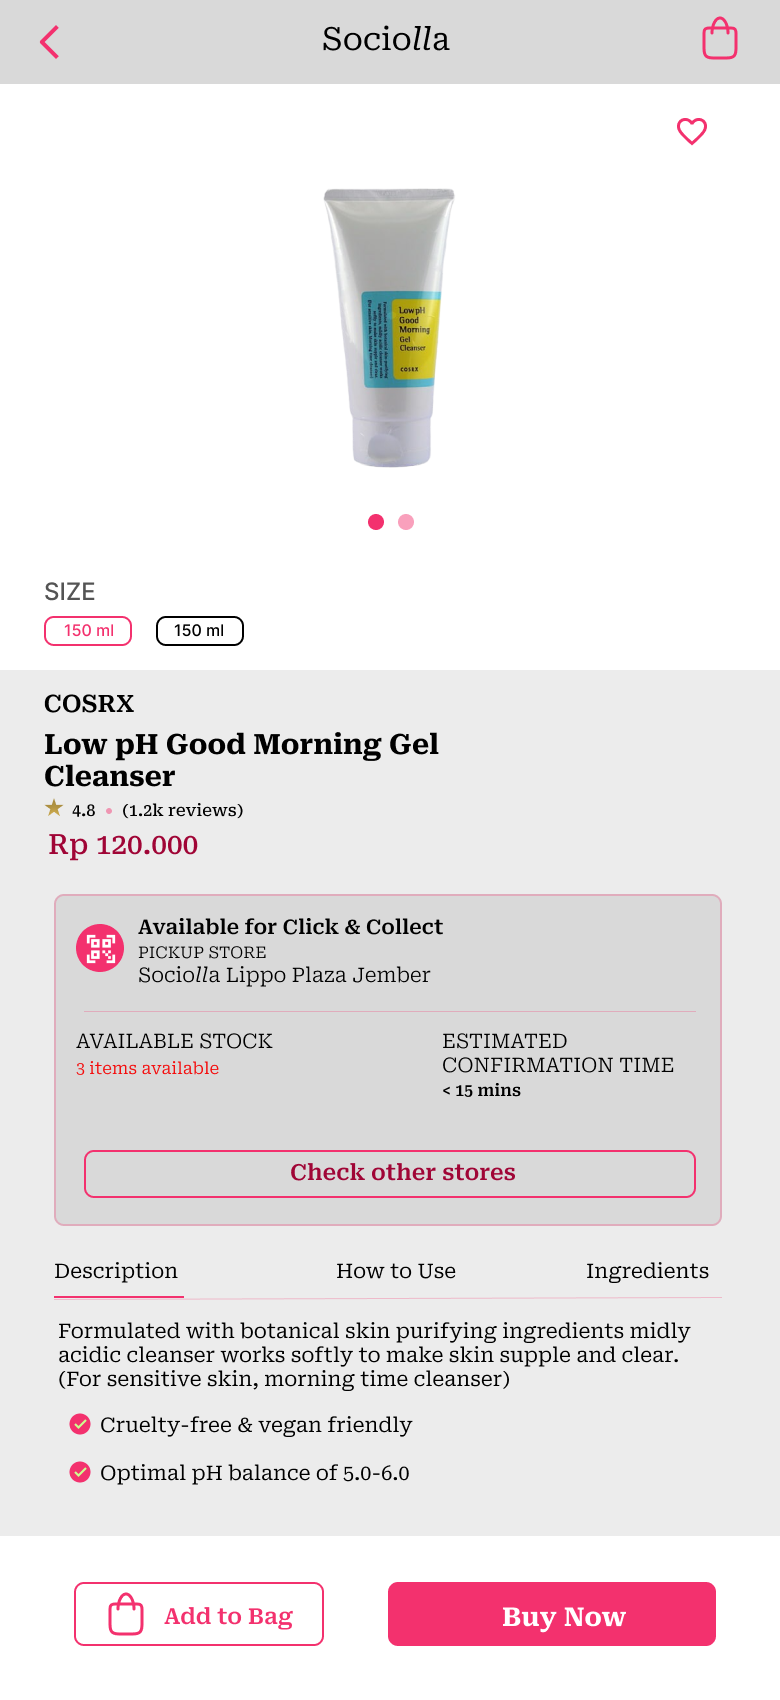 Sociolla
Low pH
Good
Morning
Gel
Cleanser
COSRX
SIZE
150 ml 150 ml
COSRX
Low pH Good Morning Gel
Cleanser
4.8 • (1.2k reviews)
Rp 120.000
Available for Click & Collect
PICKUP STORE
Sociolla Lippo Plaza Jember
AVAILABLE STOCK
3 items available
ESTIMATED
CONFIRMATION TIME
< 15 mins
Check other stores
Description How to Use Ingredients
Formulated with botanical skin purifying ingredients midly
acidic cleanser works softly to make skin supple and clear.
(For sensitive skin, morning time cleanser)
Cruelty-free & vegan friendly
Optimal pH balance of 5.0-6.0
Add to Bag Buy Now